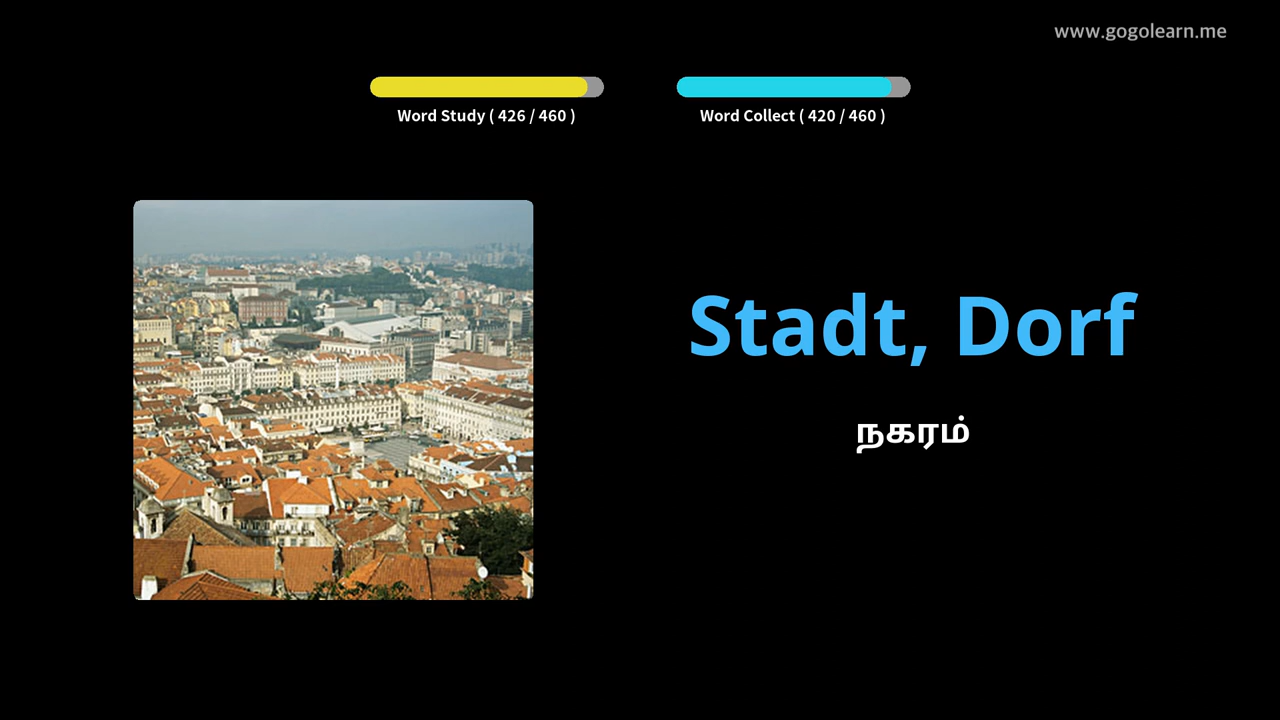 www.gogolearn.me
Word Study ( 426 / 460 )
Word Collect ( 420 / 460 )
Stadt, Dorf
நகரம்